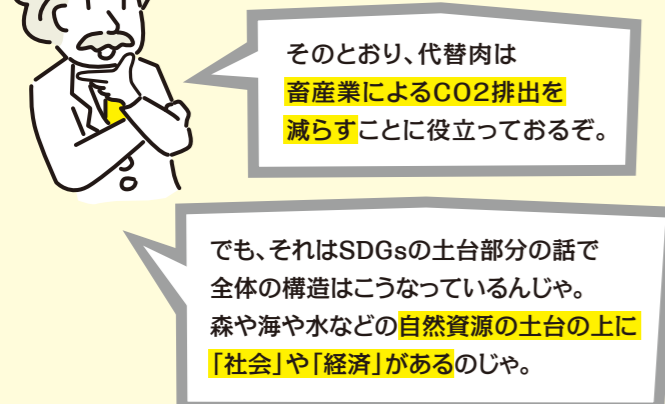 そのとおり、代替肉は
畜産業によるCO2排出を
減らすことに役立っておるぞ。
でも、それはSDGsの土台部分の話で
全体の構造はこうなっているんじゃ。
森や海や水などの自然資源の土台の上に
「社会」や「経済」があるのじゃ。